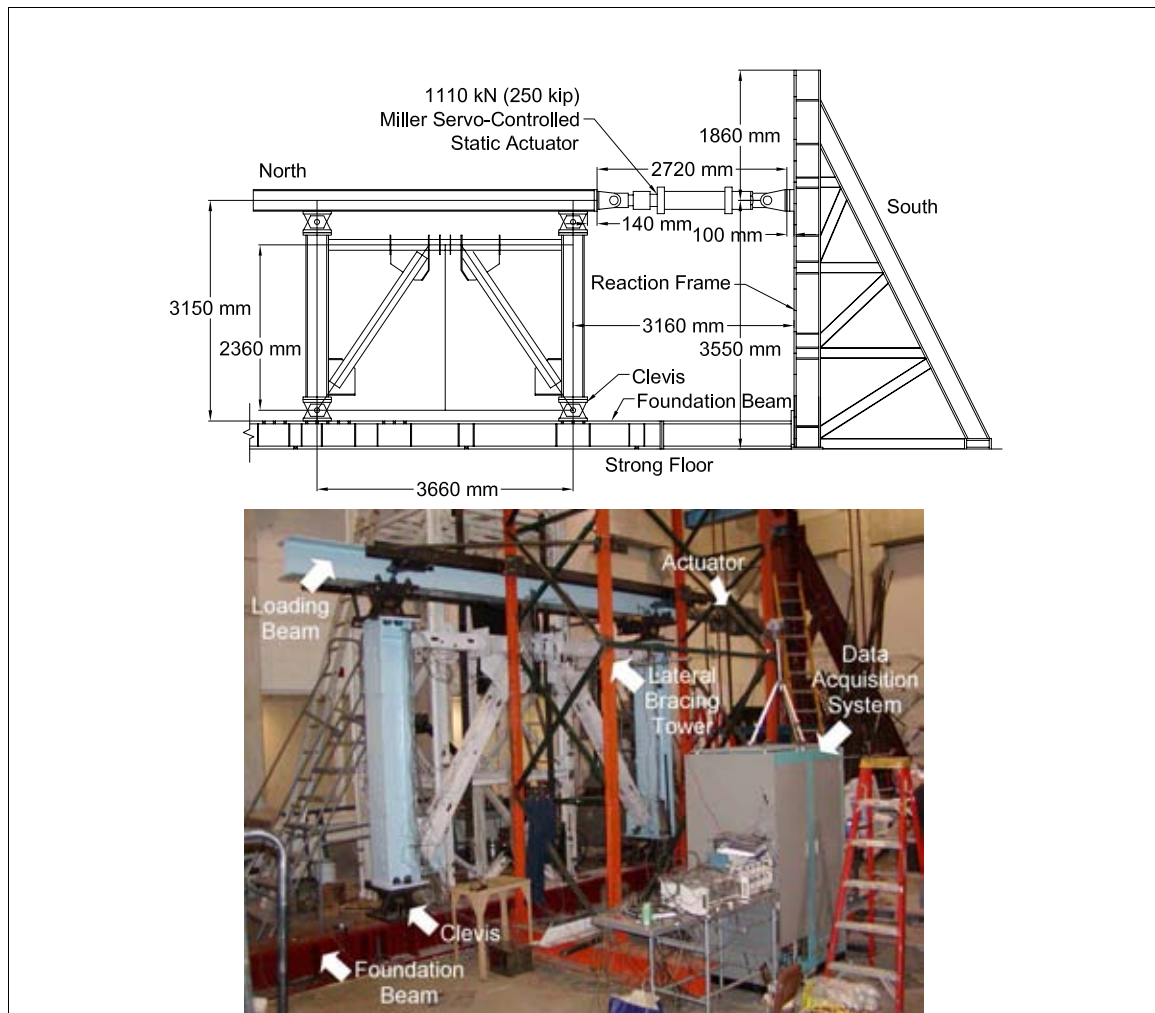 1110 kN (250 kip)
Miller Servo-Controlled
Static Actuator
1860 mm
2720 mm
North
South
140 mm
100 mm
Reaction Frame
3150 mm
3160 mm
2360 mm
3550 mm
Clevis
Foundation Beam
Strong Floor
3660 mm
Actuator
Loading
Beam
Data
Acquisition
System
Lateral
Bracing
Tower
Clevis
Foundation
Beam